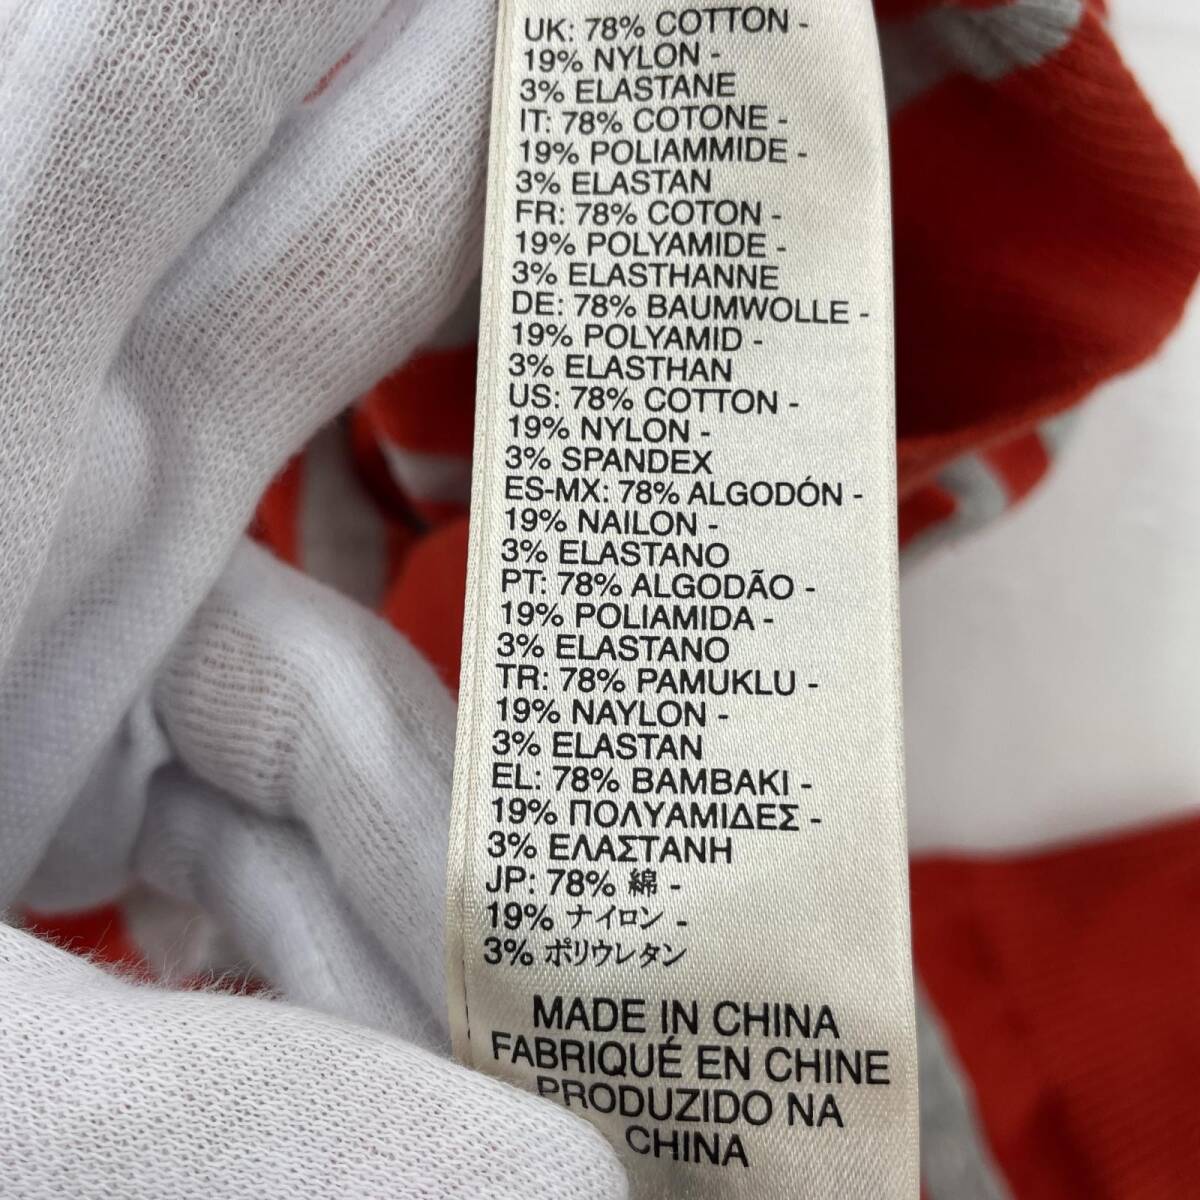 UK: 78% COTTON -
19% NYLON -
3% ELASTANE
IT: 78% COTONE -
19% POLIAMMIDE -
3% ELASTAN
FR: 78% COTON -
19% POLYAMIDE -
3% ELASTHANNE
DE: 78% BAUMWOLLE -
19% POLYAMID -
3% ELASTHAN
US: 78% COTTON -
19% NYLON -
3% SPANDEX
ES-MX: 78% ALGODÓN -
19% NAILON -
3% ELASTANO
PT: 78% ALGODÃO -
19% POLIAMIDA -
3% ELASTANO
TR: 78% PAMUKLU -
19% NAYLON -
3% ELASTAN
EL: 78% BAMBAKI -
19% ΠΟΛΥΑΜΙΔΕΣ -
3% ΕΛΑΣΤΑΝΗ
JP: 78% 綿 -
19% ナイロン -
3% ポリウレタン
MADE IN CHINA
FABRIQUÉ EN CHINE
PRODUZIDO NA
CHINA